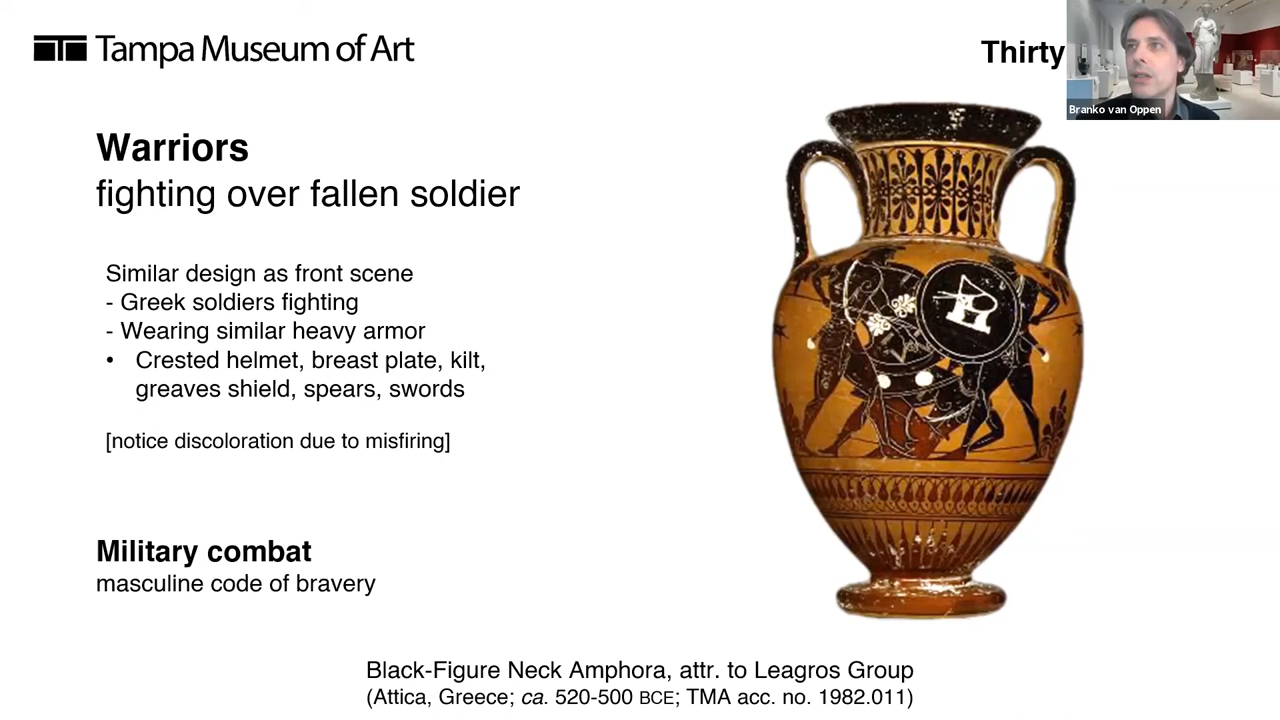 Tampa Museum of Art
Thirty
Branko van Oppen
Warriors
fighting over fallen soldier
Similar design as front scene
- Greek soldiers fighting
- Wearing similar heavy armor
• Crested helmet, breast plate, kilt,
greaves shield, spears, swords
[notice discoloration due to misfiring]
Military combat
masculine code of bravery
Black-Figure Neck Amphora, attr. to Leagros Group
(Attica, Greece; ca. 520-500 BCE; TMA acc. no. 1982.011)